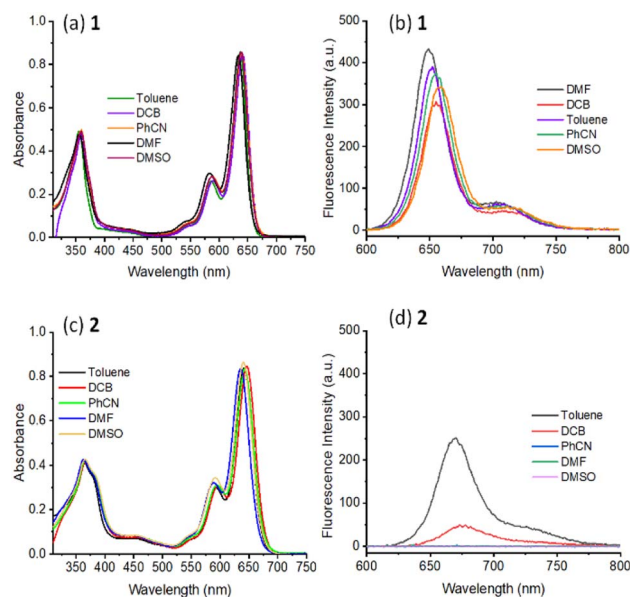 (a) 1
Toluene
DCB
PhCN
DMF
DMSO
Absorbance
1.0
0.8
0.6
0.4
0.2
0.0
350 400 450 500 550 600 650 700 750
Wavelength (nm)
(b) 1
DMF
DCB
Toluene
PhCN
DMSO
Fluorescence Intensity (a.u.)
500
400
300
200
100
0
600 650 700 750 800
Wavelength (nm)
(c) 2
Toluene
DCB
PhCN
DMF
DMSO
Absorbance
1.0
0.8
0.6
0.4
0.2
0.0
350 400 450 500 550 600 650 700 750
Wavelength (nm)
(d) 2
Toluene
DCB
PhCN
DMF
DMSO
Fluorescence Intensity (a.u.)
500
400
300
200
100
0
600 650 700 750 800
Wavelength (nm)